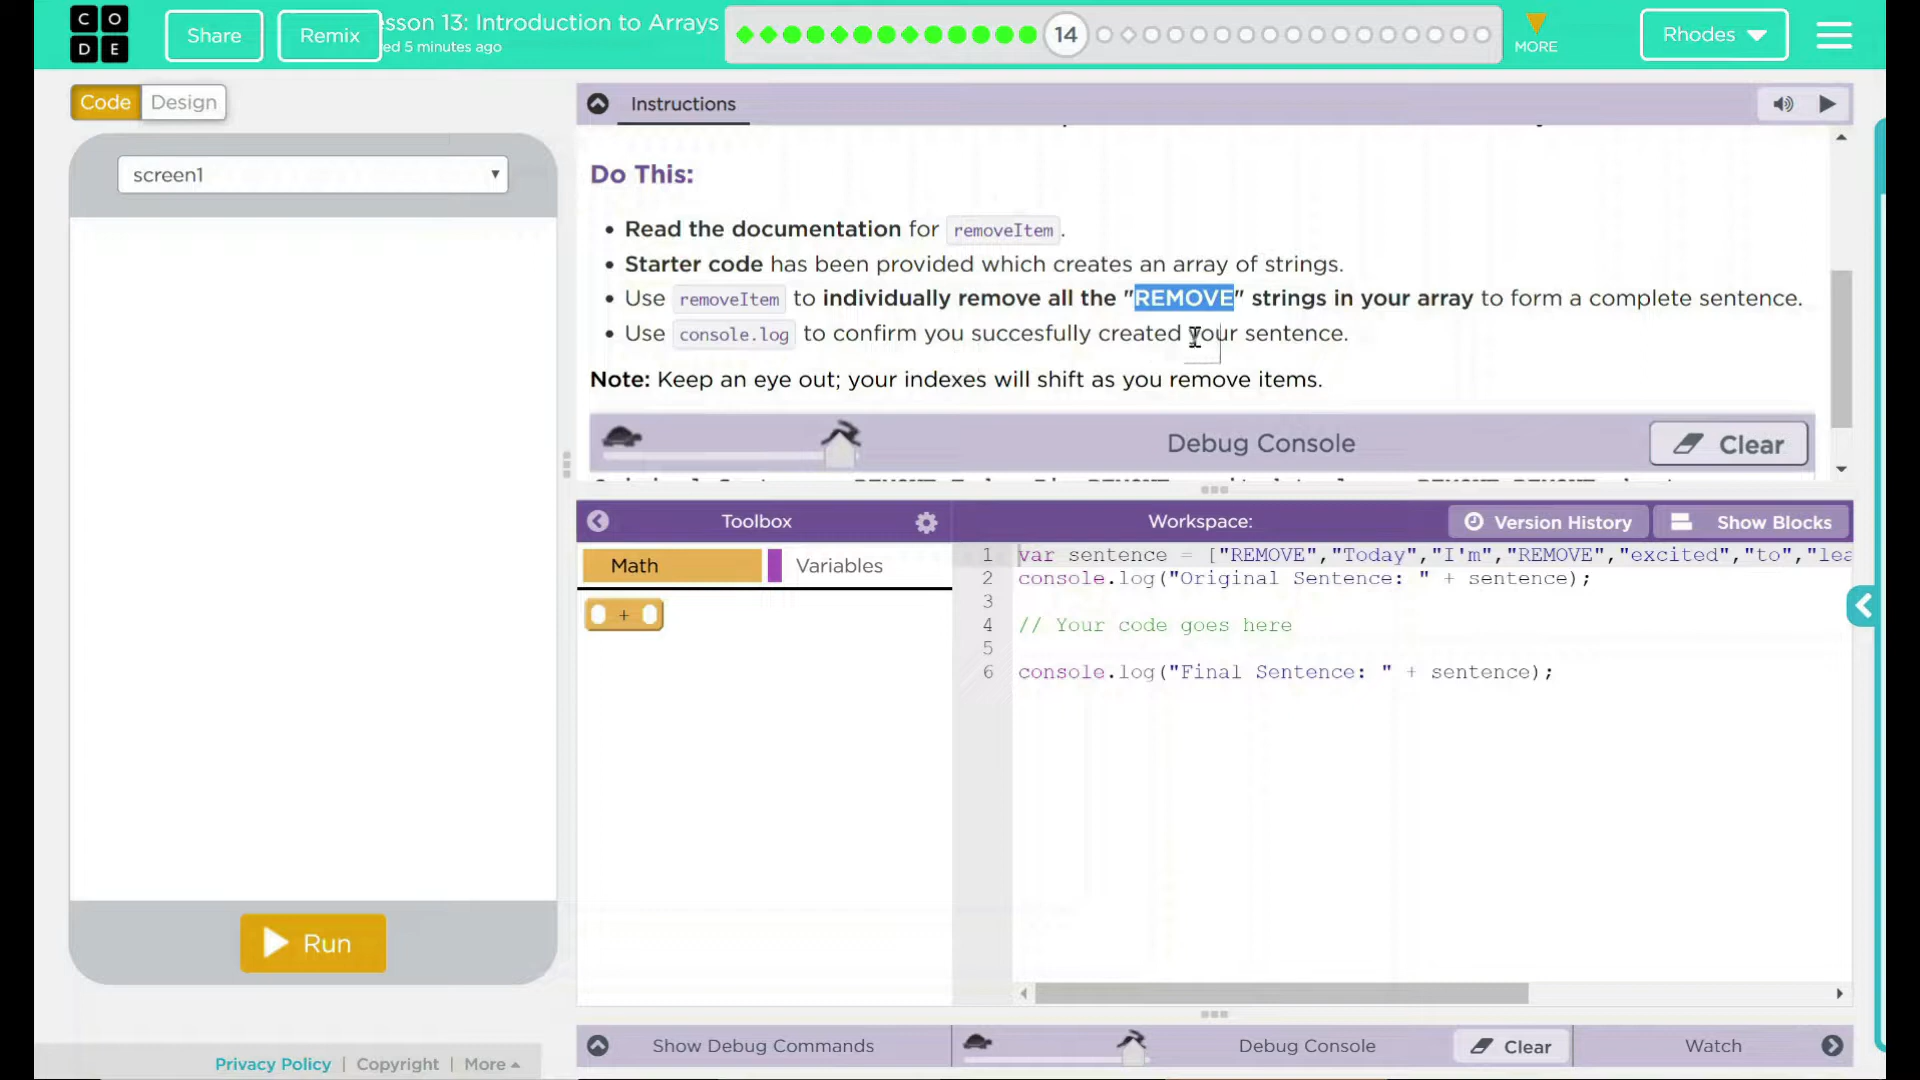 CODE
Share
Remix
esson 13: Introduction to Arrays
ed 5 minutes ago
14
MORE
Rhodes
Code
Design
screen1
Instructions
Do This:
• Read the documentation for removeItem.
• Starter code has been provided which creates an array of strings.
• Use removeItem to individually remove all the "REMOVE" strings in your array to form a complete sentence.
• Use console.log to confirm you succesfully created your sentence.
Note: Keep an eye out; your indexes will shift as you remove items.
Debug Console
Clear
Toolbox
Workspace:
Version History
Show Blocks
Math
Variables
+
1 var sentence = ["REMOVE","Today","I'm","REMOVE","excited","to","lea
2 console.log("Original Sentence: " + sentence);
3
4 // Your code goes here
5
6 console.log("Final Sentence: " + sentence);
Run
Show Debug Commands
Debug Console
Clear
Watch
Privacy Policy | Copyright | More